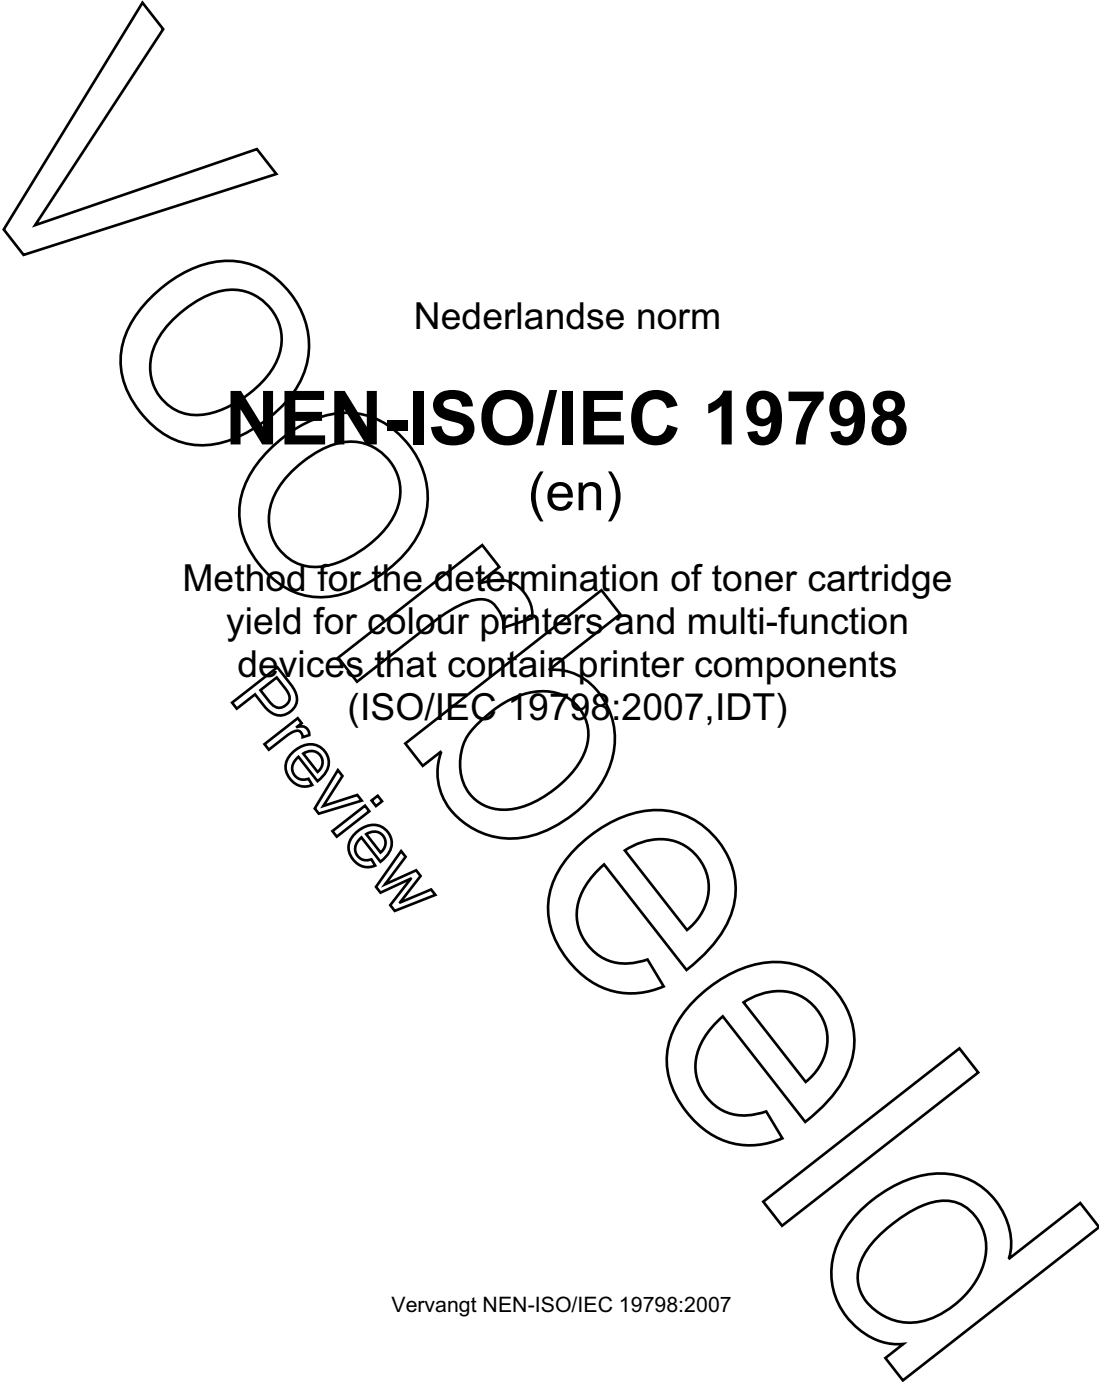 Nederlandse norm
NEN-ISO/IEC 19798
(en)
Method for the determination of toner cartridge
yield for colour printers and multi-function
devices that contain printer components
(ISO/IEC 19798:2007,IDT)
Voorbeeld
Preview
Vervangt NEN-ISO/IEC 19798:2007